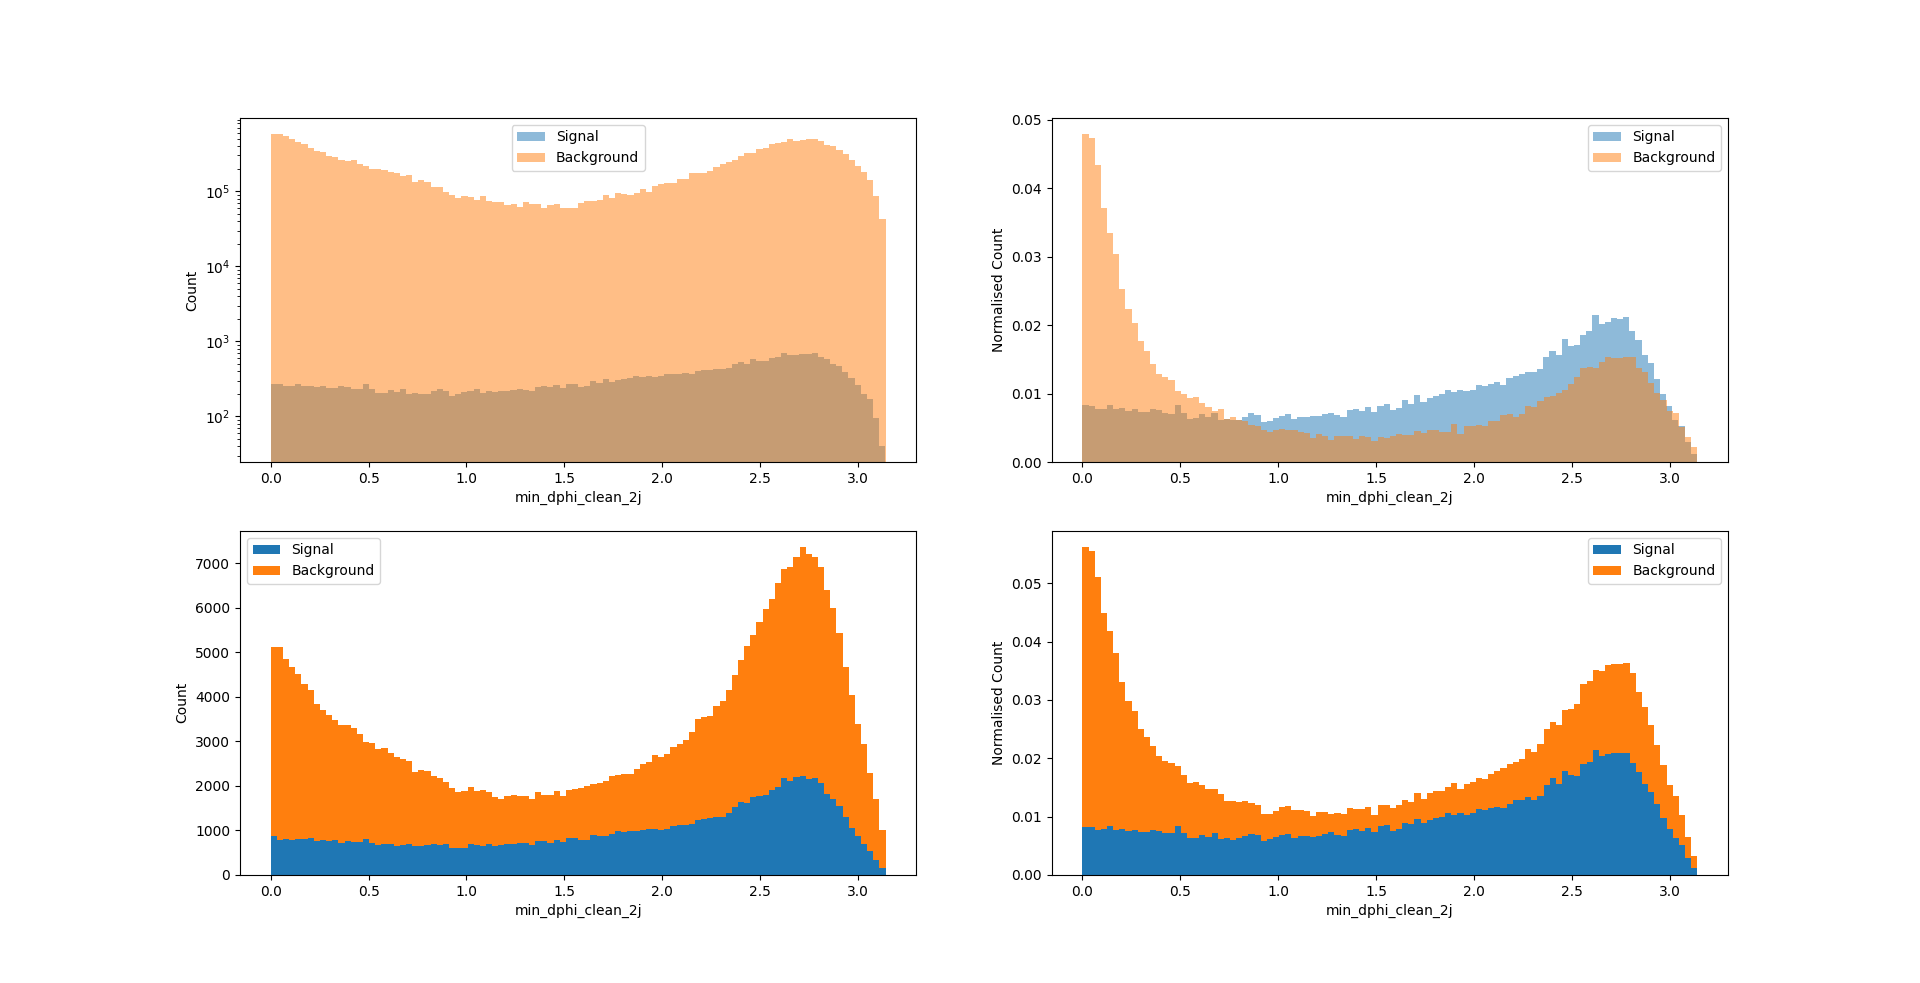 Signal
Background
10^5
10^4
10^3
10^2
Count
0.0 0.5 1.0 1.5 2.0 2.5 3.0
min_dphi_clean_2j
Signal
Background
0.05
0.04
0.03
0.02
0.01
0.00
Normalised Count
0.0 0.5 1.0 1.5 2.0 2.5 3.0
min_dphi_clean_2j
Signal
Background
7000
6000
5000
4000
3000
2000
1000
0
Count
0.0 0.5 1.0 1.5 2.0 2.5 3.0
min_dphi_clean_2j
Signal
Background
0.05
0.04
0.03
0.02
0.01
0.00
Normalised Count
0.0 0.5 1.0 1.5 2.0 2.5 3.0
min_dphi_clean_2j